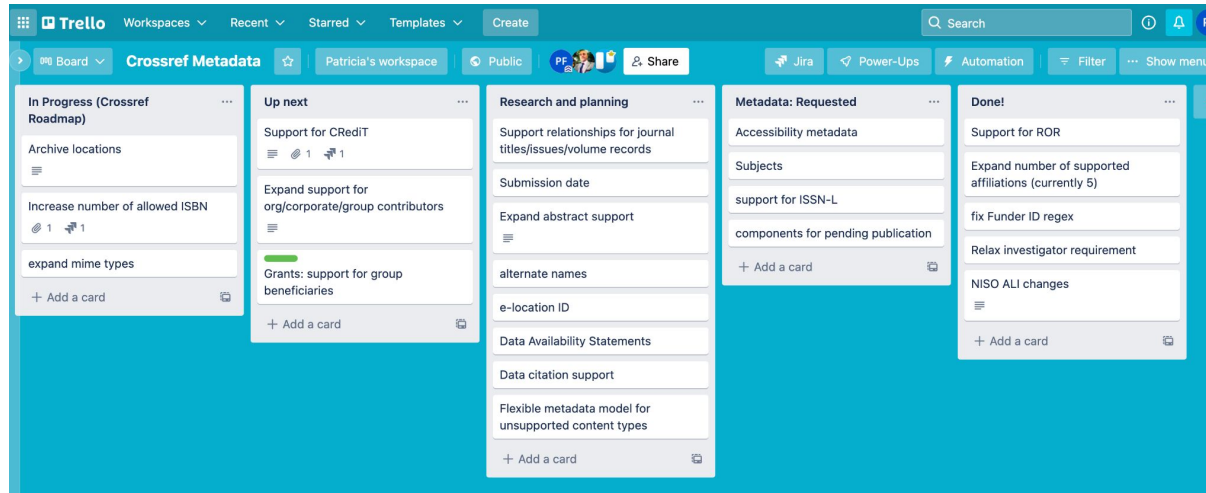 Trello
Workspaces
Recent
Starred
Templates
Create
Search
Board
Crossref Metadata
Patricia's workspace
Public
PF
Share
Jira
Power-Ups
Automation
Filter
Show menu
In Progress (Crossref
Roadmap)
Archive locations
Increase number of allowed ISBN
1
1
expand mime types
+ Add a card
Up next
Support for CRediT
1
1
Expand support for
org/corporate/group contributors
Grants: support for group
beneficiaries
+ Add a card
Research and planning
Support relationships for journal
titles/issues/volume records
Submission date
Expand abstract support
alternate names
e-location ID
Data Availability Statements
Data citation support
Flexible metadata model for
unsupported content types
+ Add a card
Metadata: Requested
Accessibility metadata
Subjects
support for ISSN-L
components for pending publication
+ Add a card
Done!
Support for ROR
Expand number of supported
affiliations (currently 5)
fix Funder ID regex
Relax investigator requirement
NISO ALI changes
+ Add a card